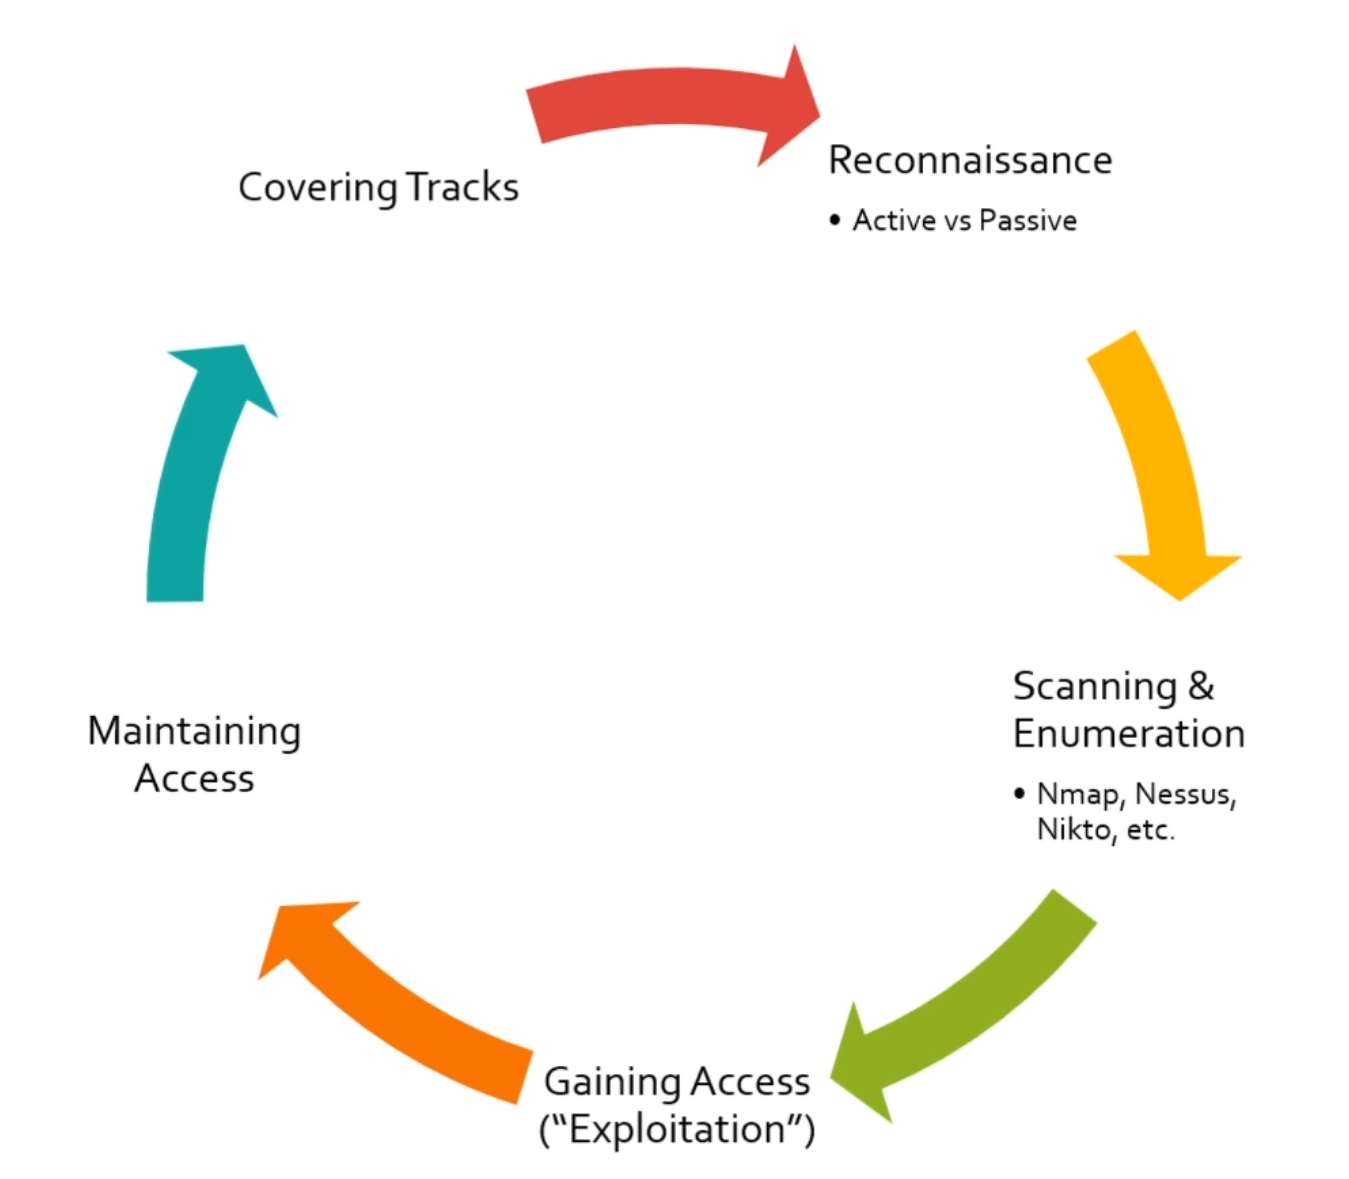 Covering Tracks
Reconnaissance
• Active vs Passive
Scanning &
Enumeration
• Nmap, Nessus,
Nikto, etc.
Gaining Access
(“Exploitation”)
Maintaining
Access